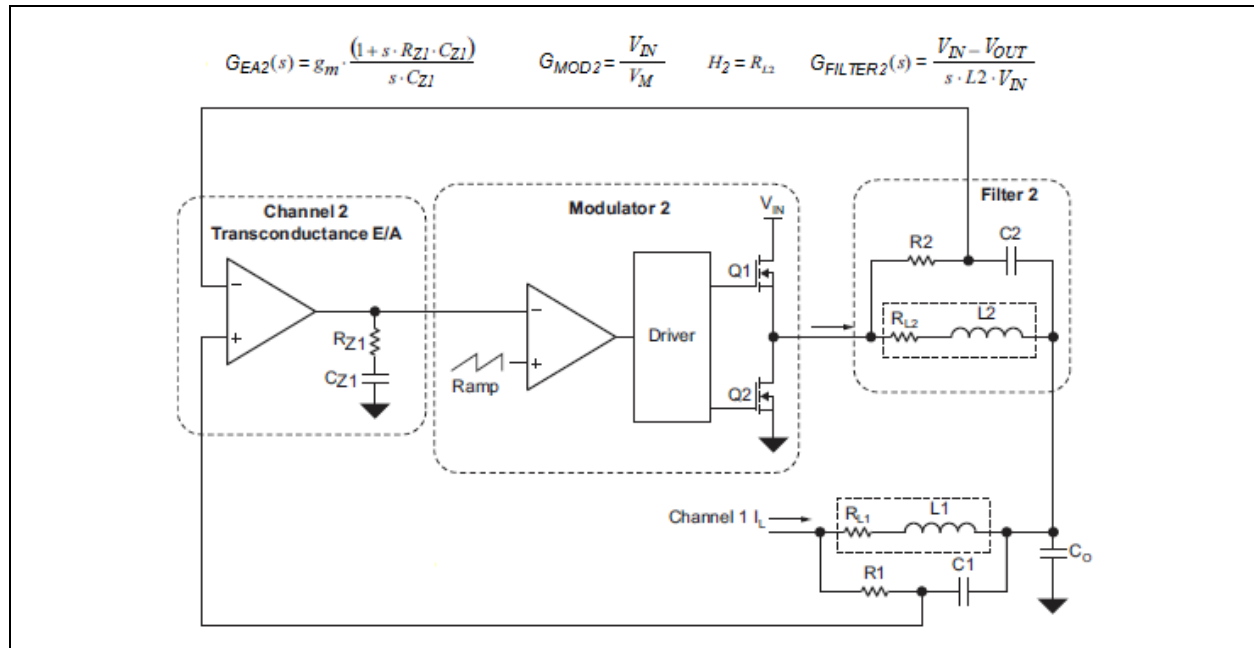 G_EA2(s) = g_m · (1 + s · R_Z1 · C_Z1) / (s · C_Z1)
G_MOD2 = V_IN / V_M
H_2 = R_L2
G_FILTER2(s) = (V_IN – V_OUT) / (s · L2 · V_IN)
Channel 2
Transconductance E/A
Modulator 2
Filter 2
V_IN
R2
C2
Q1
–
+
R_L2
L2
–
+
Driver
R_Z1
C_Z1
Ramp
Q2
Channel 1 I_L
R_L1
L1
R1
C1
C_O